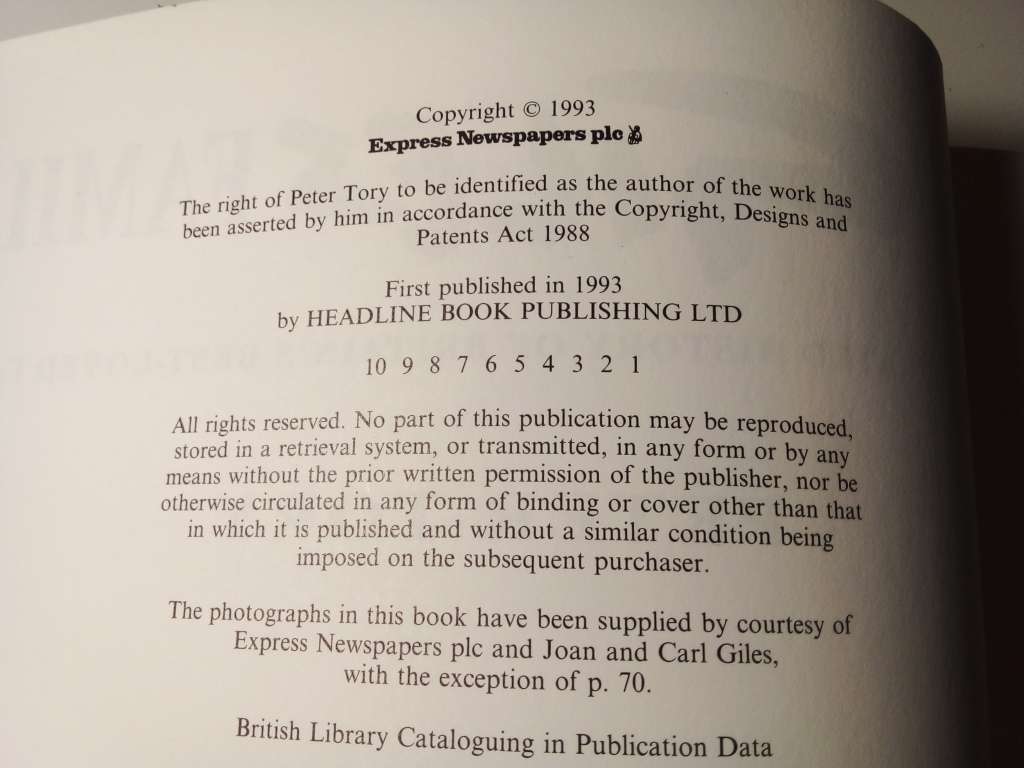 Copyright © 1993
Express Newspapers plc
The right of Peter Tory to be identified as the author of the work has
been asserted by him in accordance with the Copyright, Designs and
Patents Act 1988
First published in 1993
by HEADLINE BOOK PUBLISHING LTD
10 9 8 7 6 5 4 3 2 1
All rights reserved. No part of this publication may be reproduced,
stored in a retrieval system, or transmitted, in any form or by any
means without the prior written permission of the publisher, nor be
otherwise circulated in any form of binding or cover other than that
in which it is published and without a similar condition being
imposed on the subsequent purchaser.
The photographs in this book have been supplied by courtesy of
Express Newspapers plc and Joan and Carl Giles,
with the exception of p. 70.
British Library Cataloguing in Publication Data